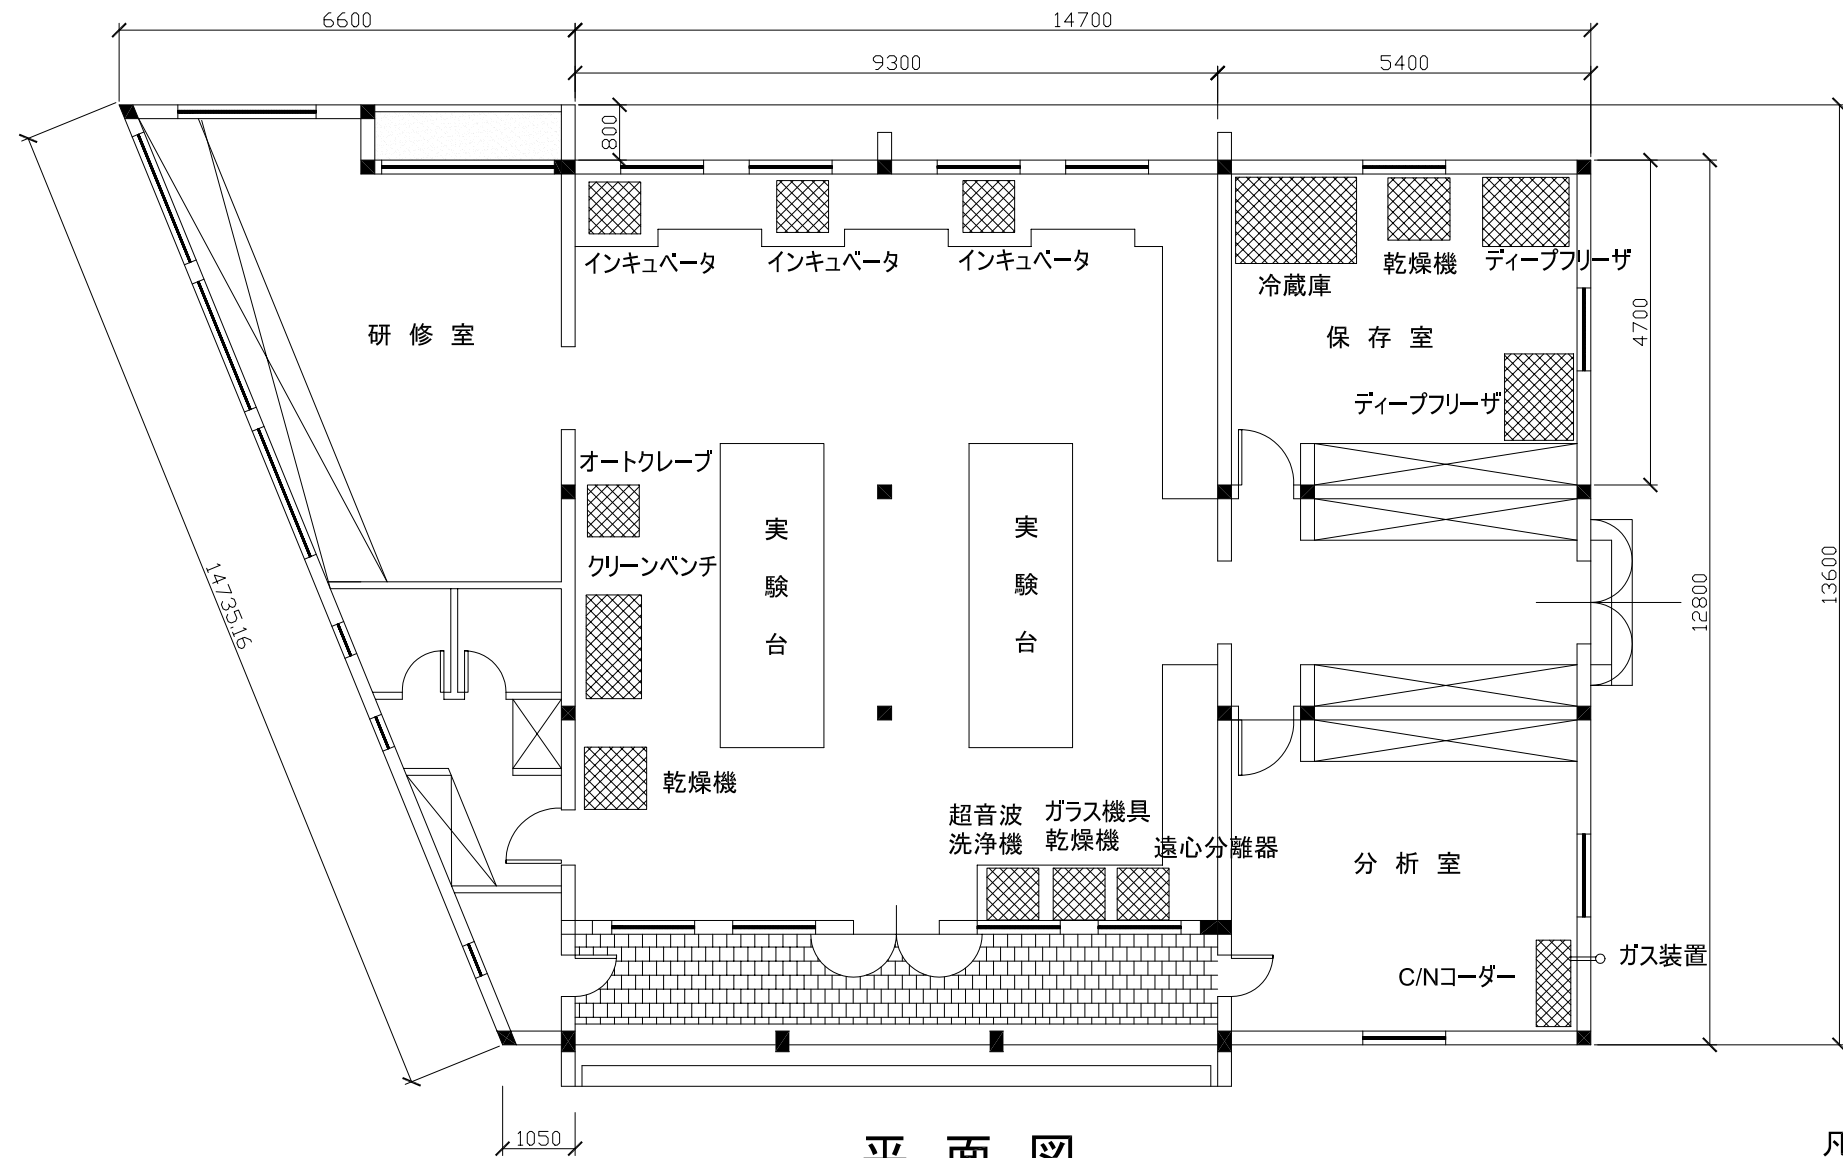 6600
14700
9300
5400
800
インキュベータ
インキュベータ
インキュベータ
冷蔵庫
乾燥機
ディープフリーザ
研修室
保存室
4700
ディープフリーザ
オートクレーブ
実験台
実験台
クリーンベンチ
14735.16
12800
13600
乾燥機
超音波
洗浄機
ガラス機具
乾燥機
遠心分離器
分析室
C/Nコーダー
ガス装置
1050
平面図
凡